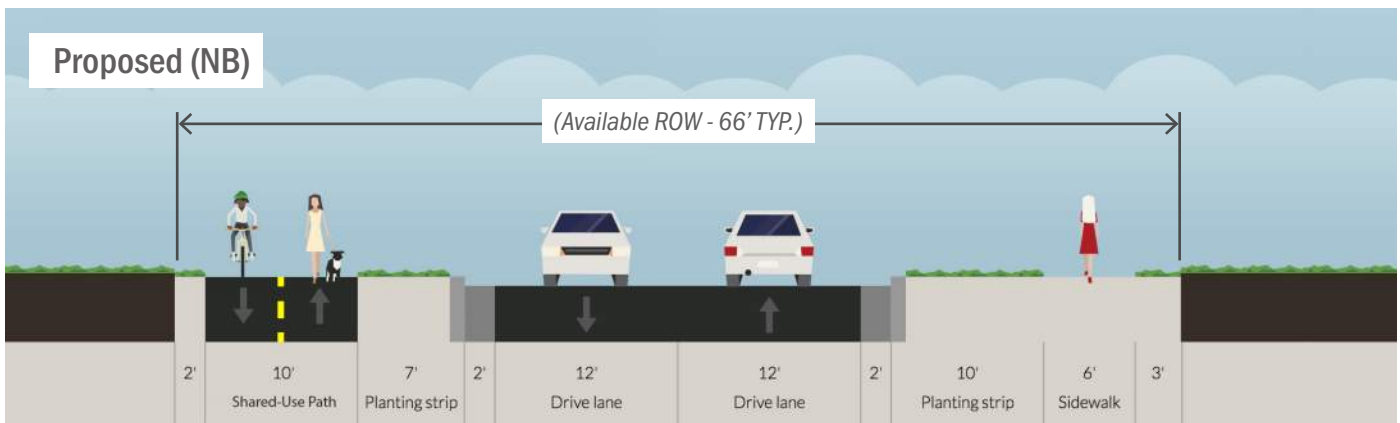 Proposed (NB)
(Available ROW - 66’ TYP.)
2' 10' 7' 2' 12' 12' 2' 10' 6' 3'
Shared-Use Path Planting strip Drive lane Drive lane Planting strip Sidewalk